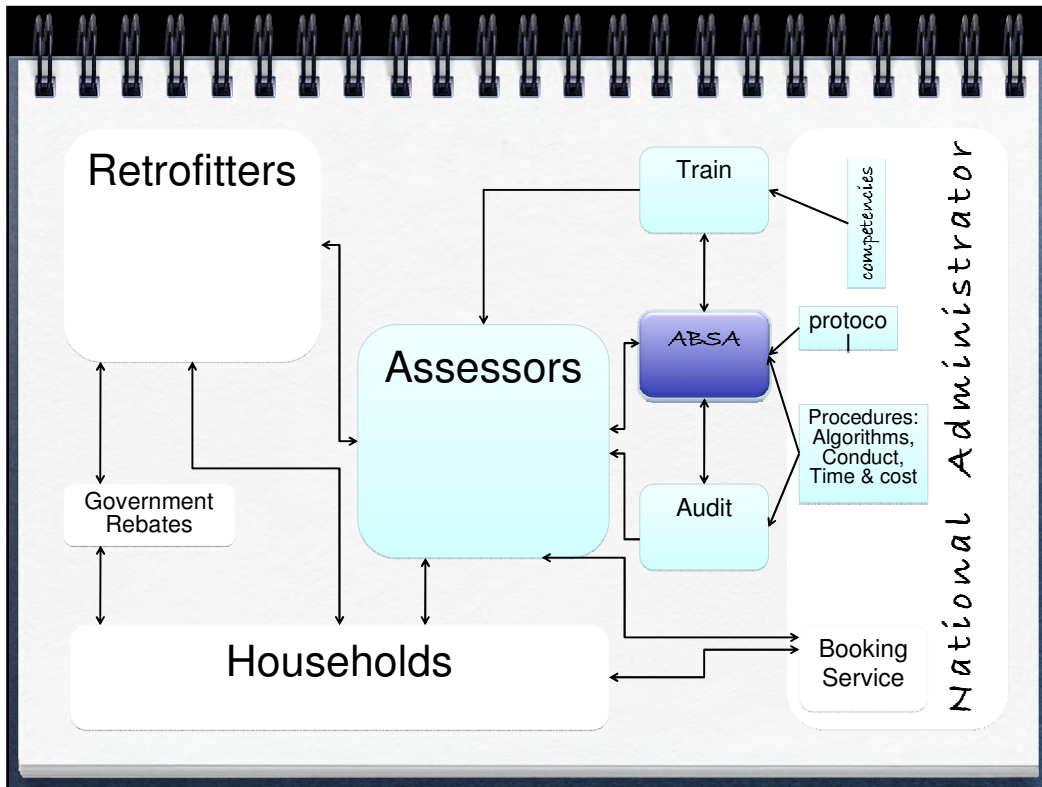 Retrofitters
Train
competencies
National Administrator
ABSA
protoco
l
Assessors
Procedures:
Algorithms,
Conduct,
Time & cost
Government
Rebates
Audit
Households
Booking
Service